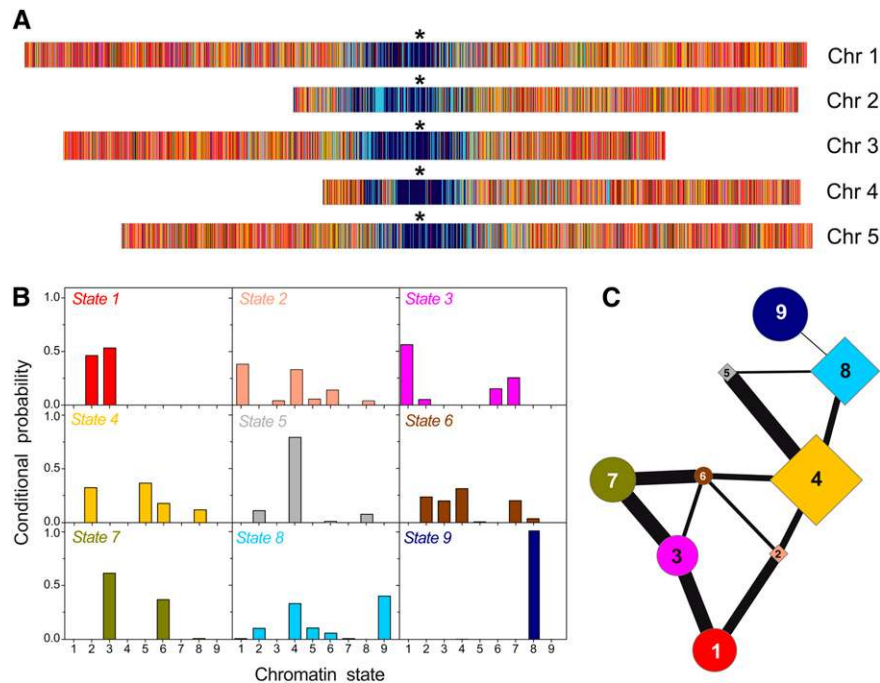 A
*
Chr 1
*
Chr 2
*
Chr 3
*
Chr 4
*
Chr 5
B
C
Conditional probability
1.0
0.5
0.0
State 1
State 2
State 3
1.0
0.5
0.0
State 4
State 5
State 6
1.0
0.5
0.0
State 7
State 8
State 9
1 2 3 4 5 6 7 8 9 1 2 3 4 5 6 7 8 9 1 2 3 4 5 6 7 8 9
Chromatin state
9
8
5
4
7
6
3
2
1